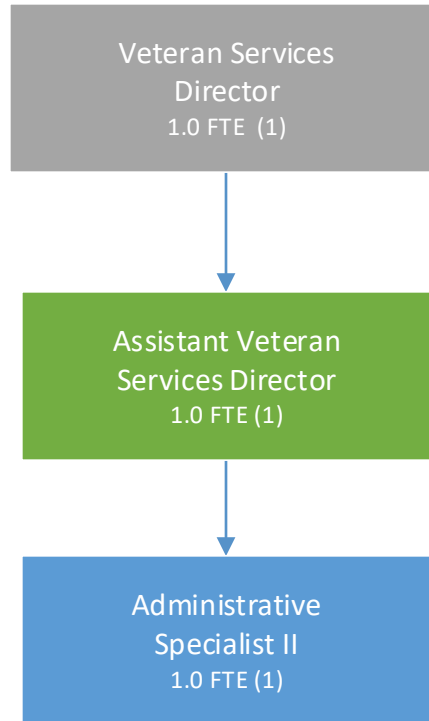 Veteran Services
Director
1.0 FTE (1)
Assistant Veteran
Services Director
1.0 FTE (1)
Administrative
Specialist II
1.0 FTE (1)